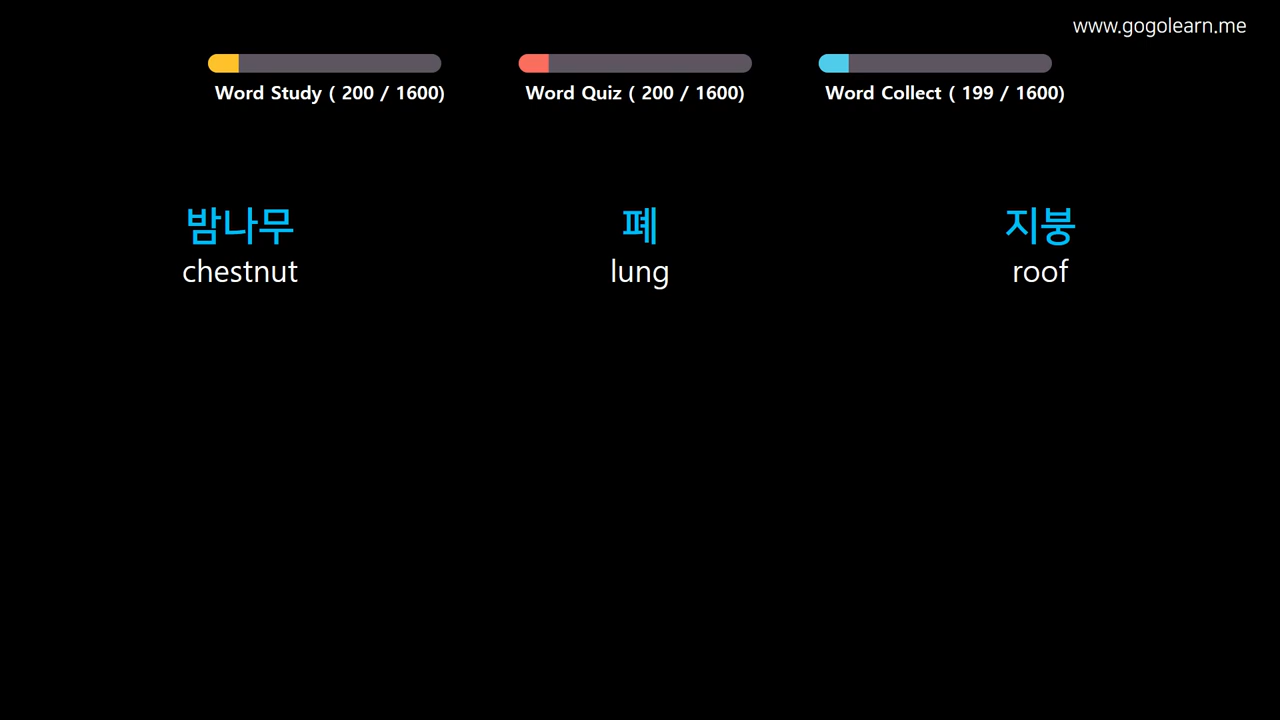 www.gogolearn.me
Word Study ( 200 / 1600)
Word Quiz ( 200 / 1600)
Word Collect ( 199 / 1600)
밤나무
chestnut
폐
lung
지붕
roof